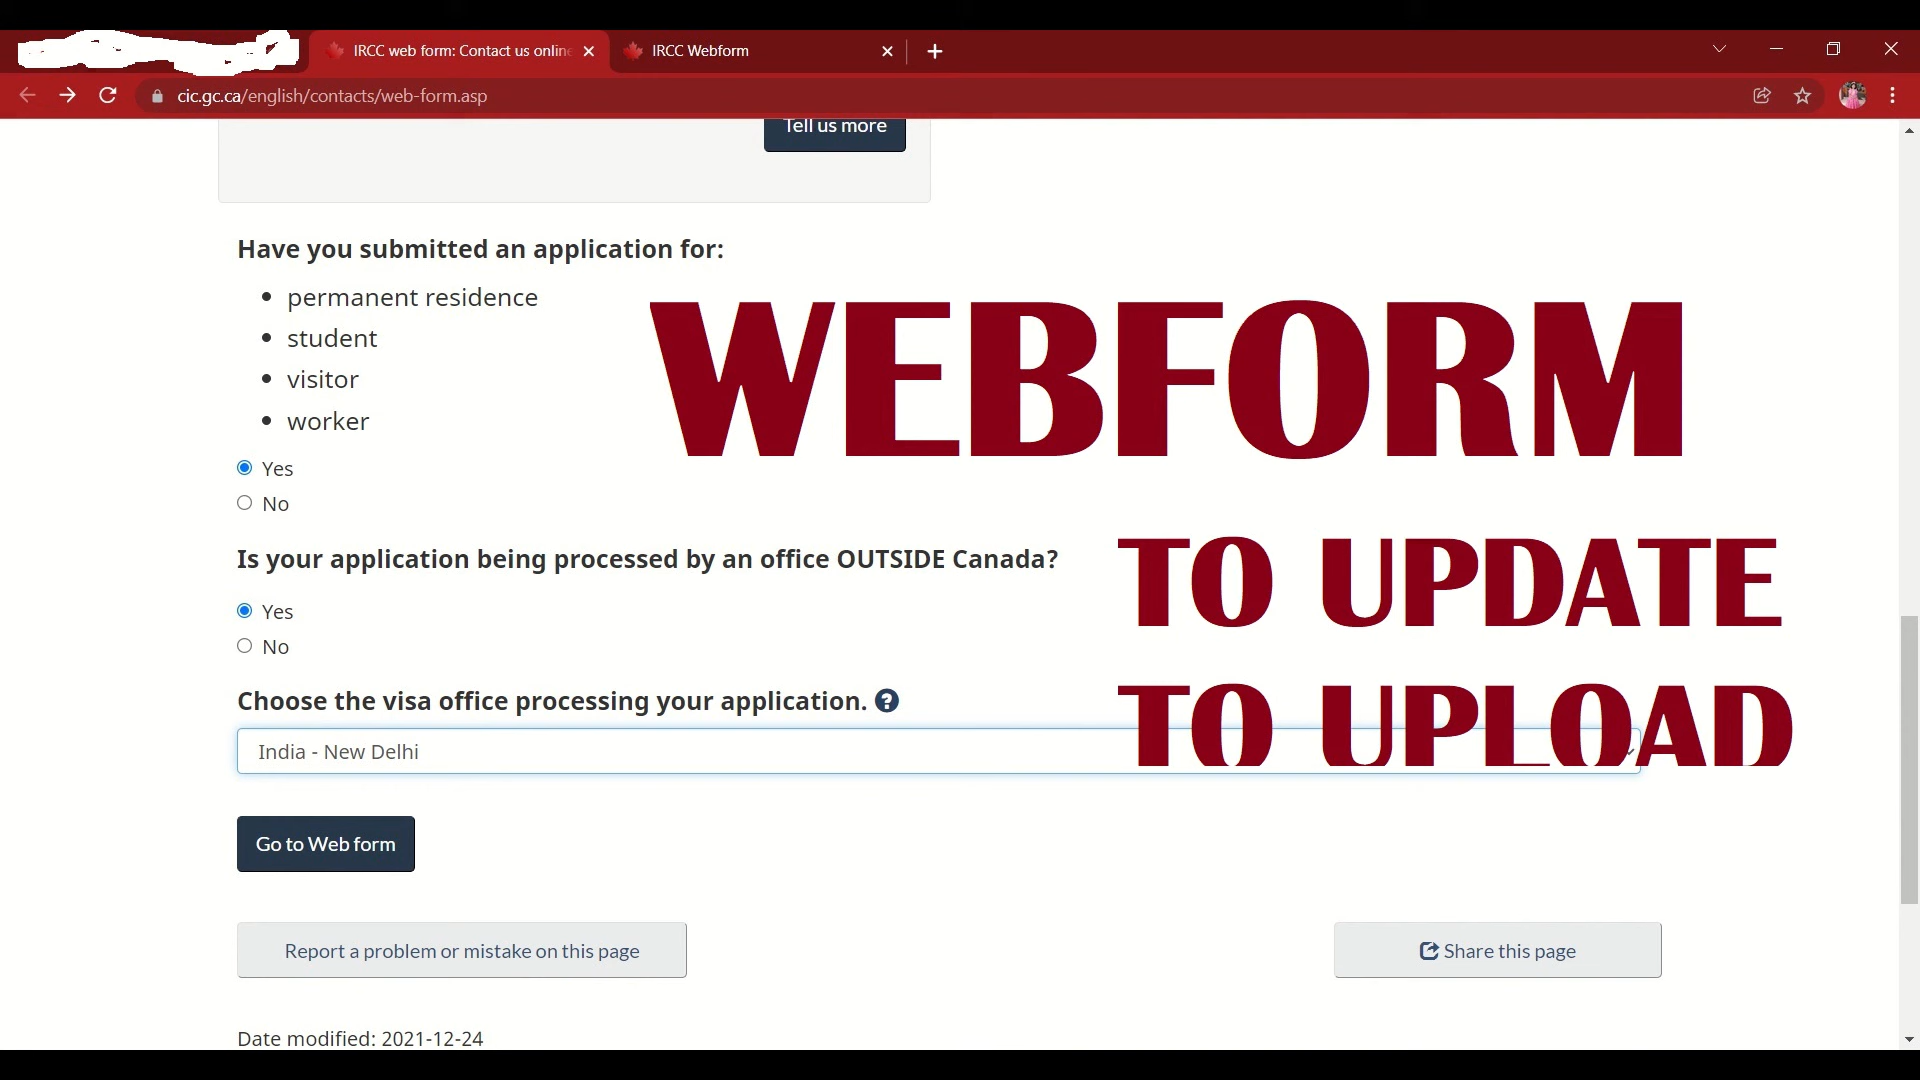 IRCC web form: Contact us online
IRCC Webform
cic.gc.ca/english/contacts/web-form.asp
Tell us more
Have you submitted an application for:
permanent residence
student
visitor
worker
Yes
No
WEBFORM
Is your application being processed by an office OUTSIDE Canada?
Yes
No
TO UPDATE
Choose the visa office processing your application. ?
India - New Delhi
TO UPLOAD
Go to Web form
Report a problem or mistake on this page
Share this page
Date modified: 2021-12-24